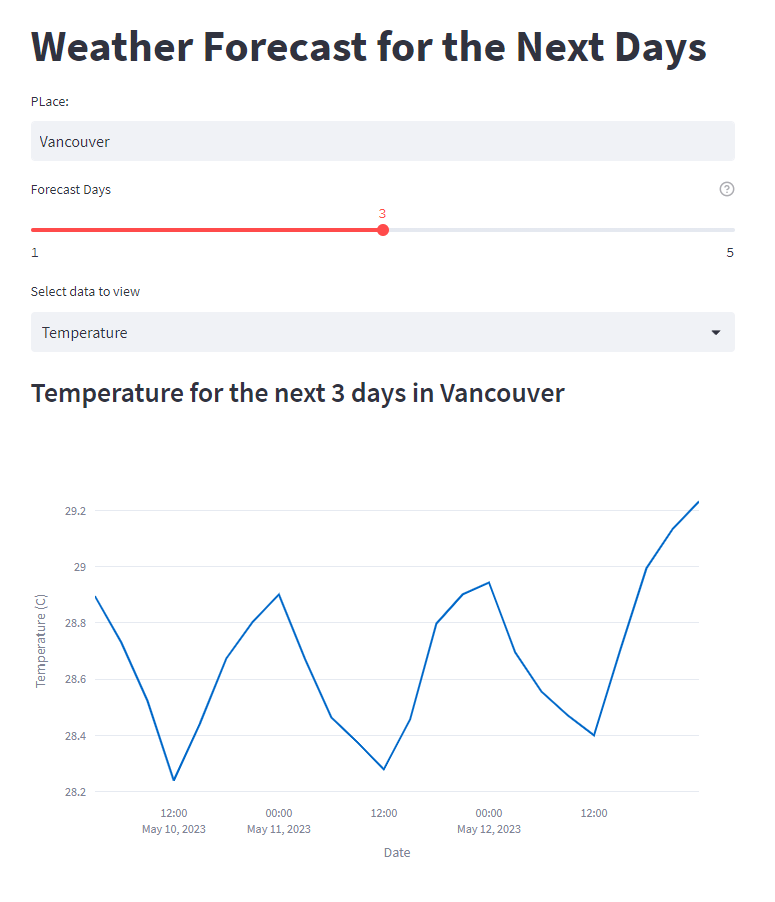 Weather Forecast for the Next Days
PLace:
Vancouver
Forecast Days
3
1 5
Select data to view
Temperature
Temperature for the next 3 days in Vancouver
29.2
29
28.8
28.6
28.4
28.2
Temperature (C)
12:00 00:00 12:00 00:00 12:00
May 10, 2023 May 11, 2023 May 12, 2023
Date